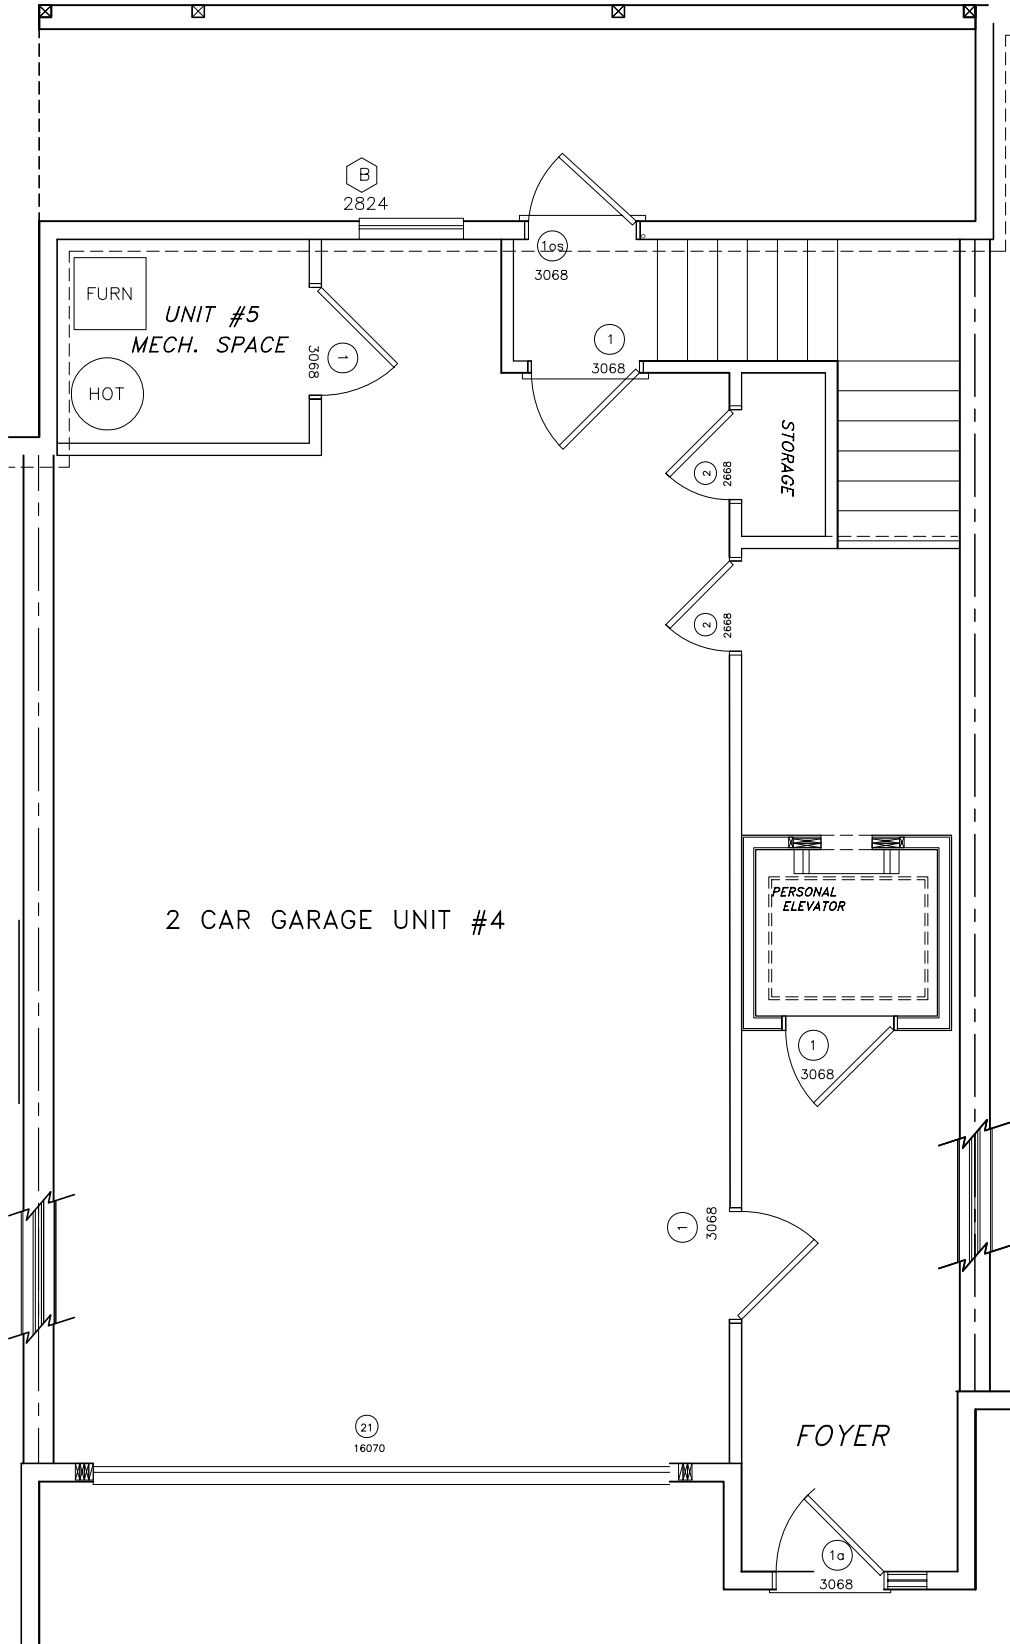 B
2824
1os
3068
FURN
UNIT #5
MECH. SPACE
1
3068
1
3068
HOT
STORAGE
2
2668
2
2668
PERSONAL
ELEVATOR
2 CAR GARAGE UNIT #4
1
3068
1
3068
21
16070
FOYER
1a
3068